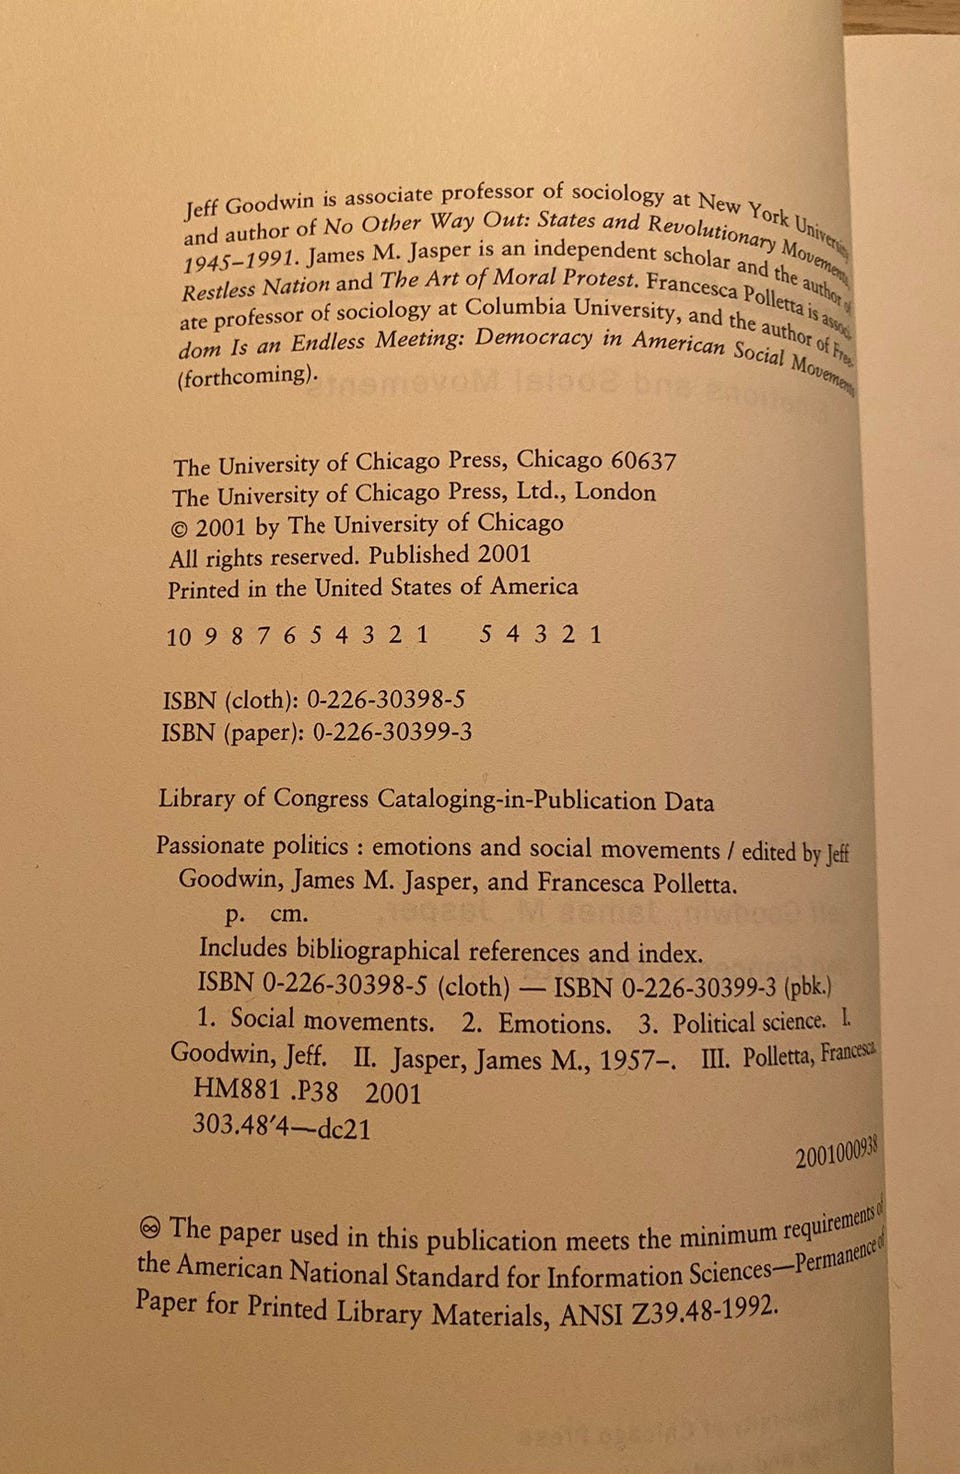 Jeff Goodwin is associate professor of sociology at New York University
and author of No Other Way Out: States and Revolutionary Movements,
1945–1991. James M. Jasper is an independent scholar and the author of
Restless Nation and The Art of Moral Protest. Francesca Polletta is associ-
ate professor of sociology at Columbia University, and the author of Free-
dom Is an Endless Meeting: Democracy in American Social Movements
(forthcoming).
The University of Chicago Press, Chicago 60637
The University of Chicago Press, Ltd., London
© 2001 by The University of Chicago
All rights reserved. Published 2001
Printed in the United States of America
10 9 8 7 6 5 4 3 2 1 5 4 3 2 1
ISBN (cloth): 0-226-30398-5
ISBN (paper): 0-226-30399-3
Library of Congress Cataloging-in-Publication Data
Passionate politics : emotions and social movements / edited by Jeff
Goodwin, James M. Jasper, and Francesca Polletta.
p. cm.
Includes bibliographical references and index.
ISBN 0-226-30398-5 (cloth) — ISBN 0-226-30399-3 (pbk.)
1. Social movements. 2. Emotions. 3. Political science. I.
Goodwin, Jeff. II. Jasper, James M., 1957–. III. Polletta, Francesca.
HM881 .P38 2001
303.48′4—dc21
2001000938
♾ The paper used in this publication meets the minimum requirements of
the American National Standard for Information Sciences—Permanence of
Paper for Printed Library Materials, ANSI Z39.48-1992.